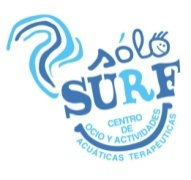 sólo
SURF
CENTRO
DE
OCIO Y ACTIVIDADES
ACUÁTICAS TERAPÉUTICAS